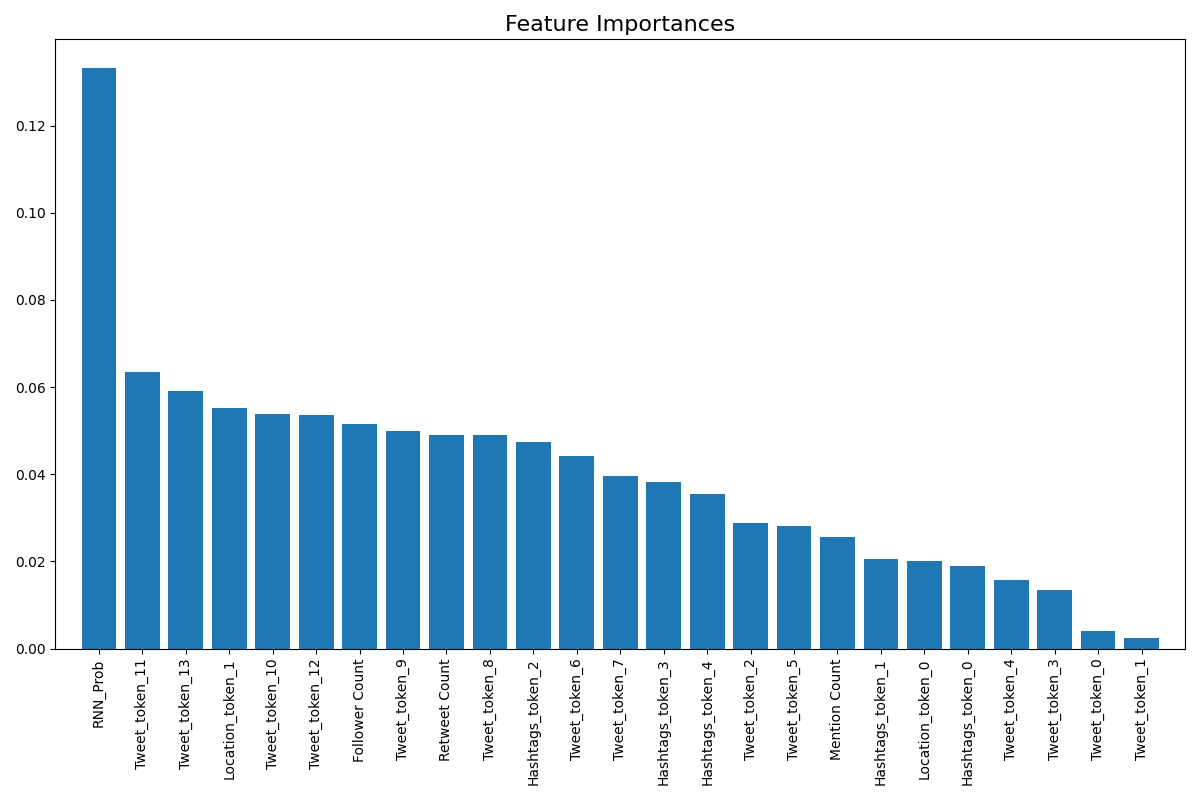 Feature Importances
0.12
0.10
0.08
0.06
0.04
0.02
0.00
RNN_Prob
Tweet_token_11
Tweet_token_13
Location_token_1
Tweet_token_10
Tweet_token_12
Follower Count
Tweet_token_9
Retweet Count
Tweet_token_8
Hashtags_token_2
Tweet_token_6
Tweet_token_7
Hashtags_token_3
Hashtags_token_4
Tweet_token_2
Tweet_token_5
Mention Count
Hashtags_token_1
Location_token_0
Hashtags_token_0
Tweet_token_4
Tweet_token_3
Tweet_token_0
Tweet_token_1